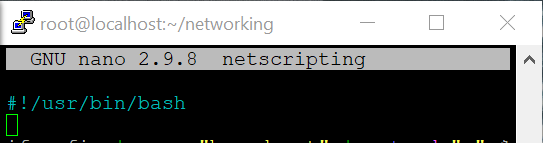 root@localhost:~/networking
GNU nano 2.9.8 netscripting
#!/usr/bin/bash